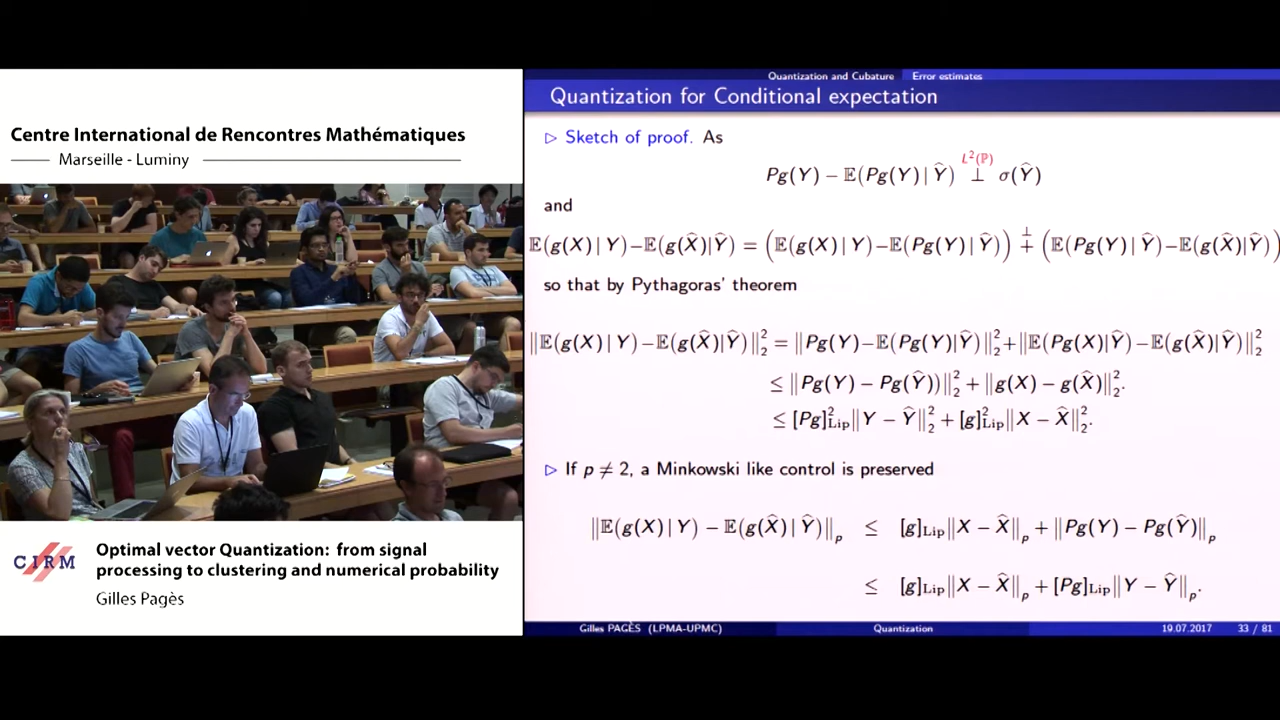 Centre International de Rencontres Mathématiques
Marseille - Luminy
CIRM
Optimal vector Quantization: from signal
processing to clustering and numerical probability
Gilles Pagès
Quantization and Cubature Error estimates
Quantization for Conditional expectation
▷ Sketch of proof. As
Pg(Y) − 𝔼(Pg(Y) | Ŷ) ⊥^{L²(ℙ)} σ(Ŷ)
and
𝔼(g(X) | Y)−𝔼(g(X̂)|Ŷ) = (𝔼(g(X) | Y)−𝔼(Pg(Y) | Ŷ)) +^{⊥} (𝔼(Pg(Y) | Ŷ)−𝔼(g(X̂)|Ŷ))
so that by Pythagoras' theorem
‖𝔼(g(X) | Y)−𝔼(g(X̂)|Ŷ)‖₂² = ‖Pg(Y)−𝔼(Pg(Y)|Ŷ)‖₂²+‖𝔼(Pg(X)|Ŷ)−𝔼(g(X̂)|Ŷ)‖₂²
≤ ‖Pg(Y) − Pg(Ŷ))‖₂² + ‖g(X) − g(X̂)‖₂².
≤ [Pg]²_Lip‖Y − Ŷ‖₂² + [g]²_Lip‖X − X̂‖₂².
▷ If p ≠ 2, a Minkowski like control is preserved
‖𝔼(g(X) | Y) − 𝔼(g(X̂) | Ŷ)‖_p ≤ [g]_Lip‖X − X̂‖_p + ‖Pg(Y) − Pg(Ŷ)‖_p
≤ [g]_Lip‖X − X̂‖_p + [Pg]_Lip‖Y − Ŷ‖_p.
Gilles PAGÈS (LPMA-UPMC) Quantization 19.07.2017 33 / 81